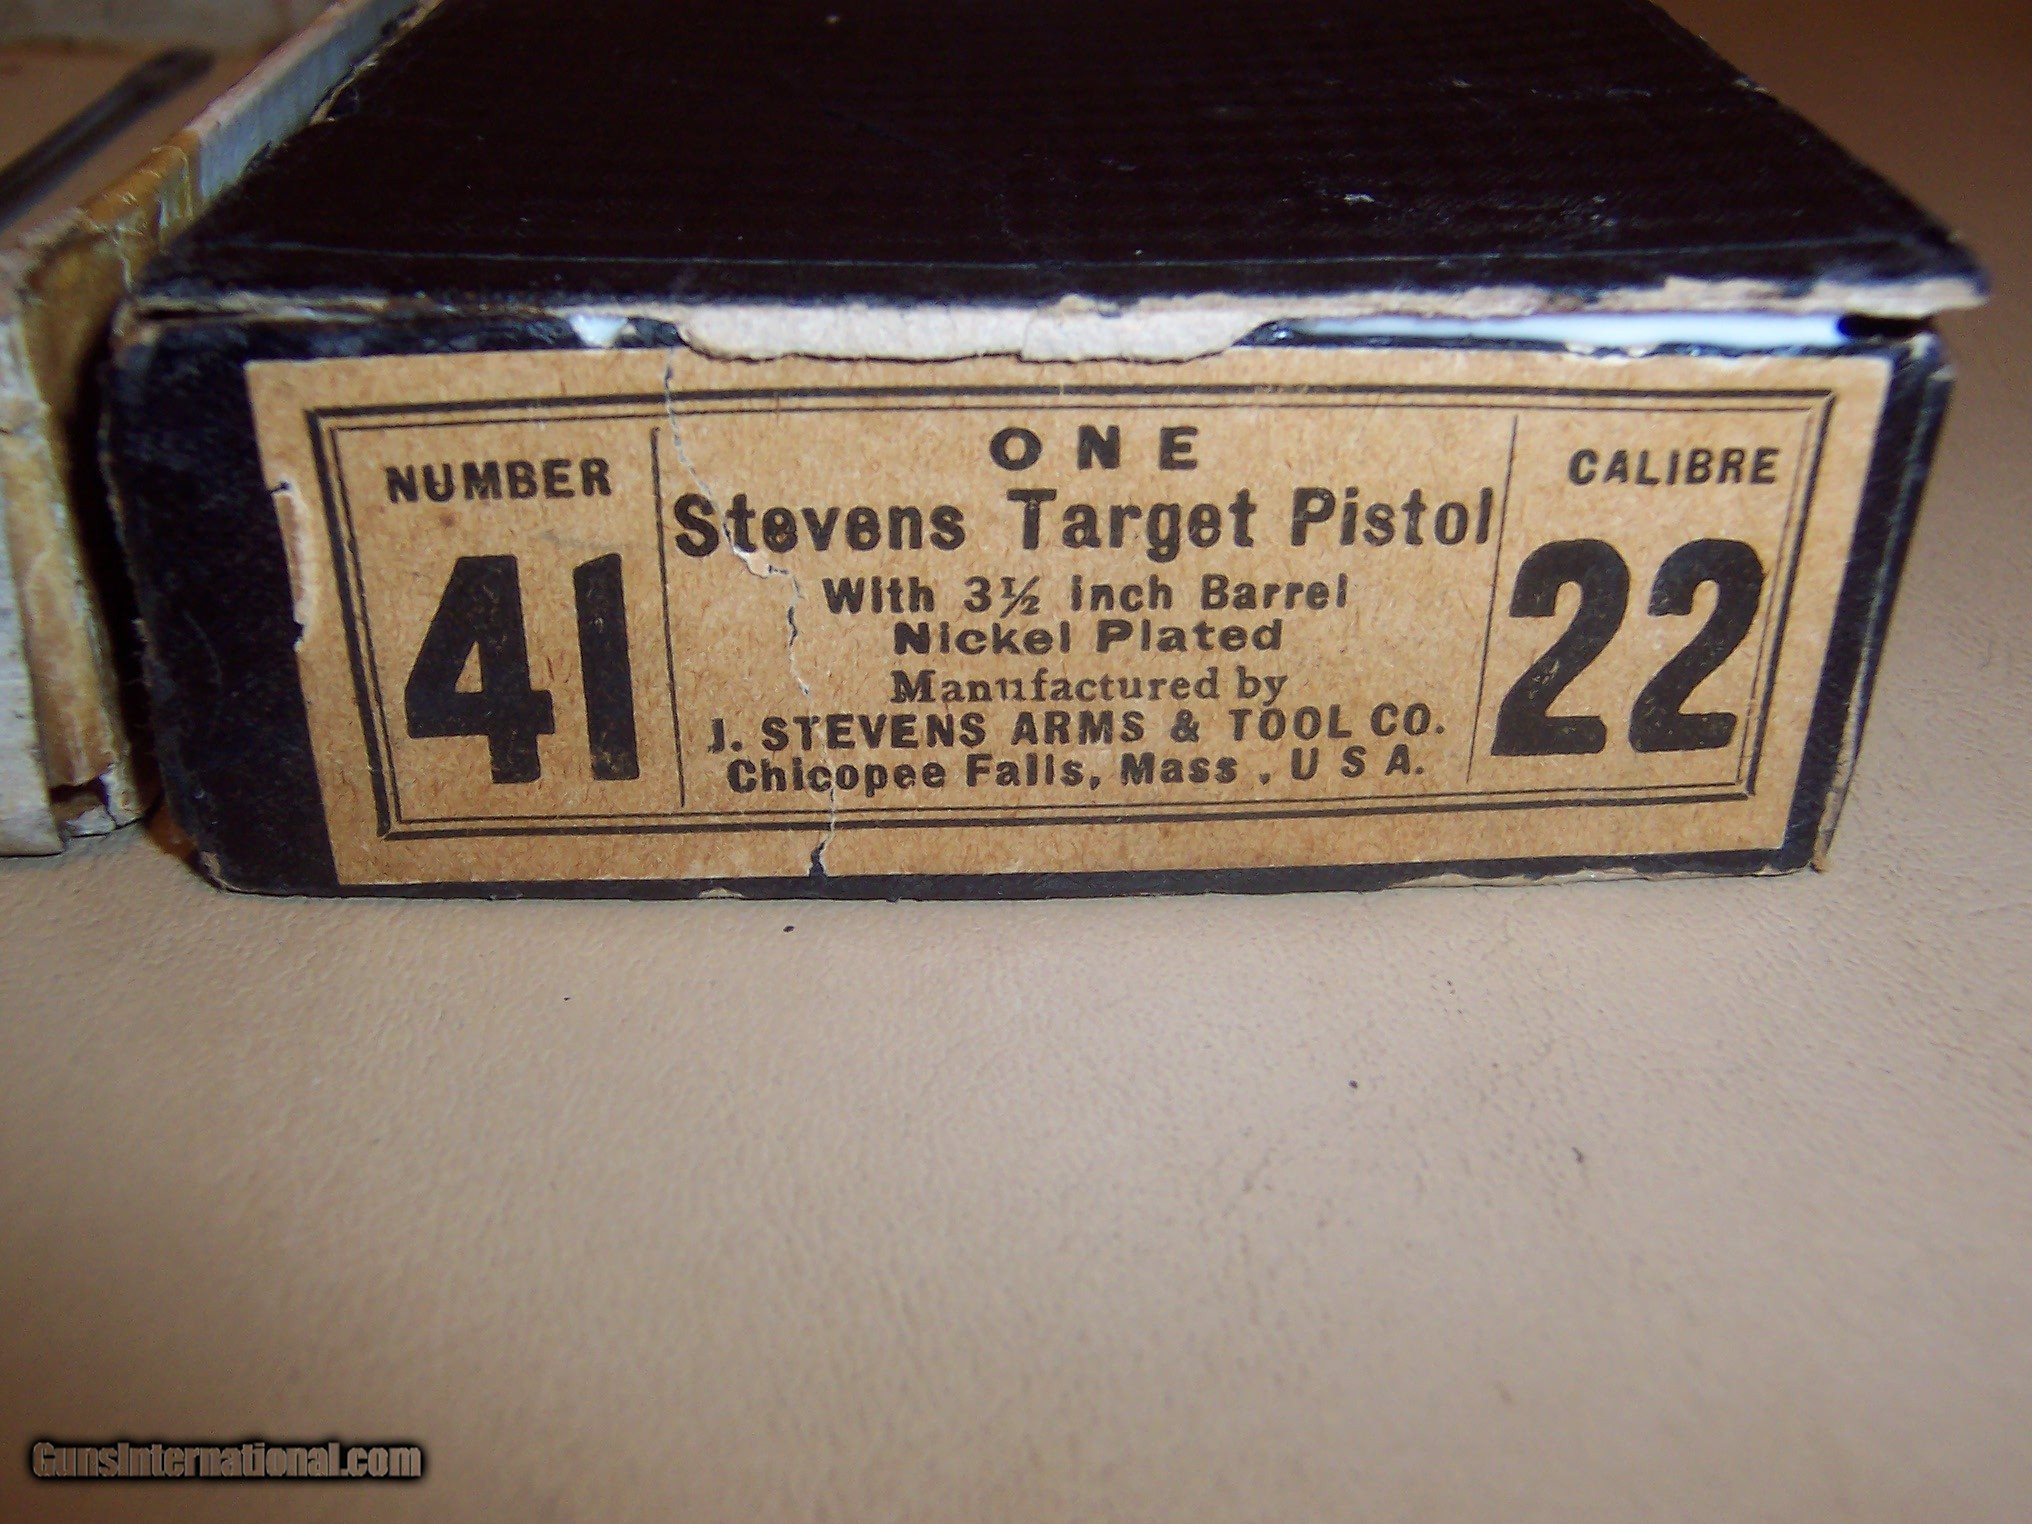 NUMBER
41
ONE
Stevens Target Pistol
With 3½ inch Barrel
Nickel Plated
Manufactured by
J. STEVENS ARMS & TOOL CO.
Chicopee Falls, Mass., U S A.
CALIBRE
22
GunsInternational.com